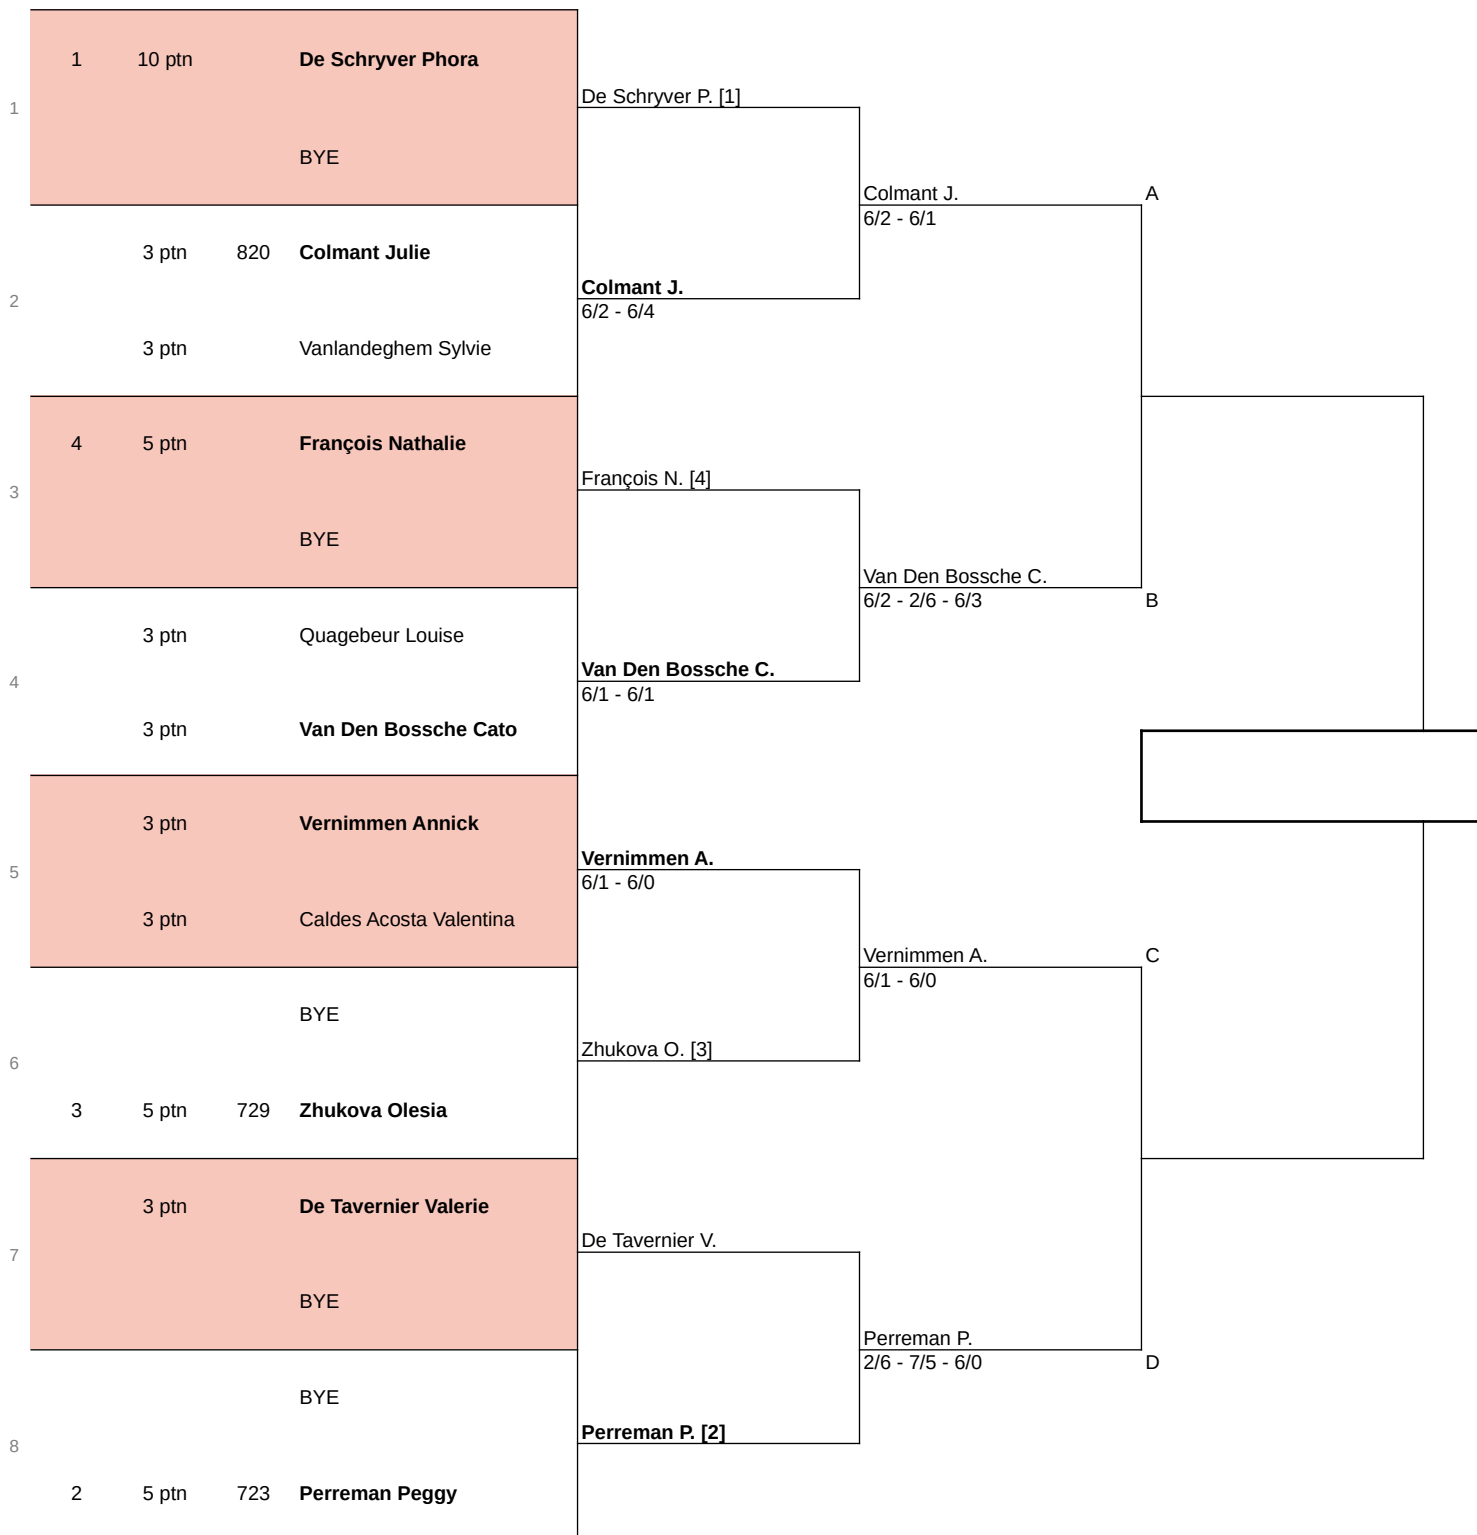 1 10 ptn De Schryver Phora
De Schryver P. [1]
1
BYE
Colmant J. A
6/2 - 6/1
3 ptn 820 Colmant Julie
Colmant J.
2
6/2 - 6/4
3 ptn Vanlandeghem Sylvie
4 5 ptn François Nathalie
François N. [4]
3
BYE
Van Den Bossche C.
6/2 - 2/6 - 6/3 B
3 ptn Quagebeur Louise
Van Den Bossche C.
4
6/1 - 6/1
3 ptn Van Den Bossche Cato
3 ptn Vernimmen Annick
Vernimmen A.
5
6/1 - 6/0
3 ptn Caldes Acosta Valentina
Vernimmen A. C
6/1 - 6/0
BYE
Zhukova O. [3]
6
3 5 ptn 729 Zhukova Olesia
3 ptn De Tavernier Valerie
De Tavernier V.
7
BYE
Perreman P.
2/6 - 7/5 - 6/0 D
BYE
Perreman P. [2]
8
2 5 ptn 723 Perreman Peggy